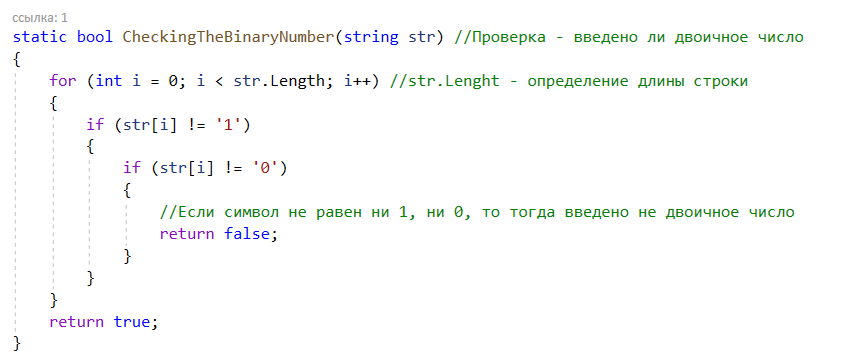 ссылка: 1
static bool CheckingTheBinaryNumber(string str) //Проверка - введено ли двоичное число
{
for (int i = 0; i < str.Length; i++) //str.Lenght - определение длины строки
{
if (str[i] != '1')
{
if (str[i] != '0')
{
//Если символ не равен ни 1, ни 0, то тогда введено не двоичное число
return false;
}
}
}
return true;
}